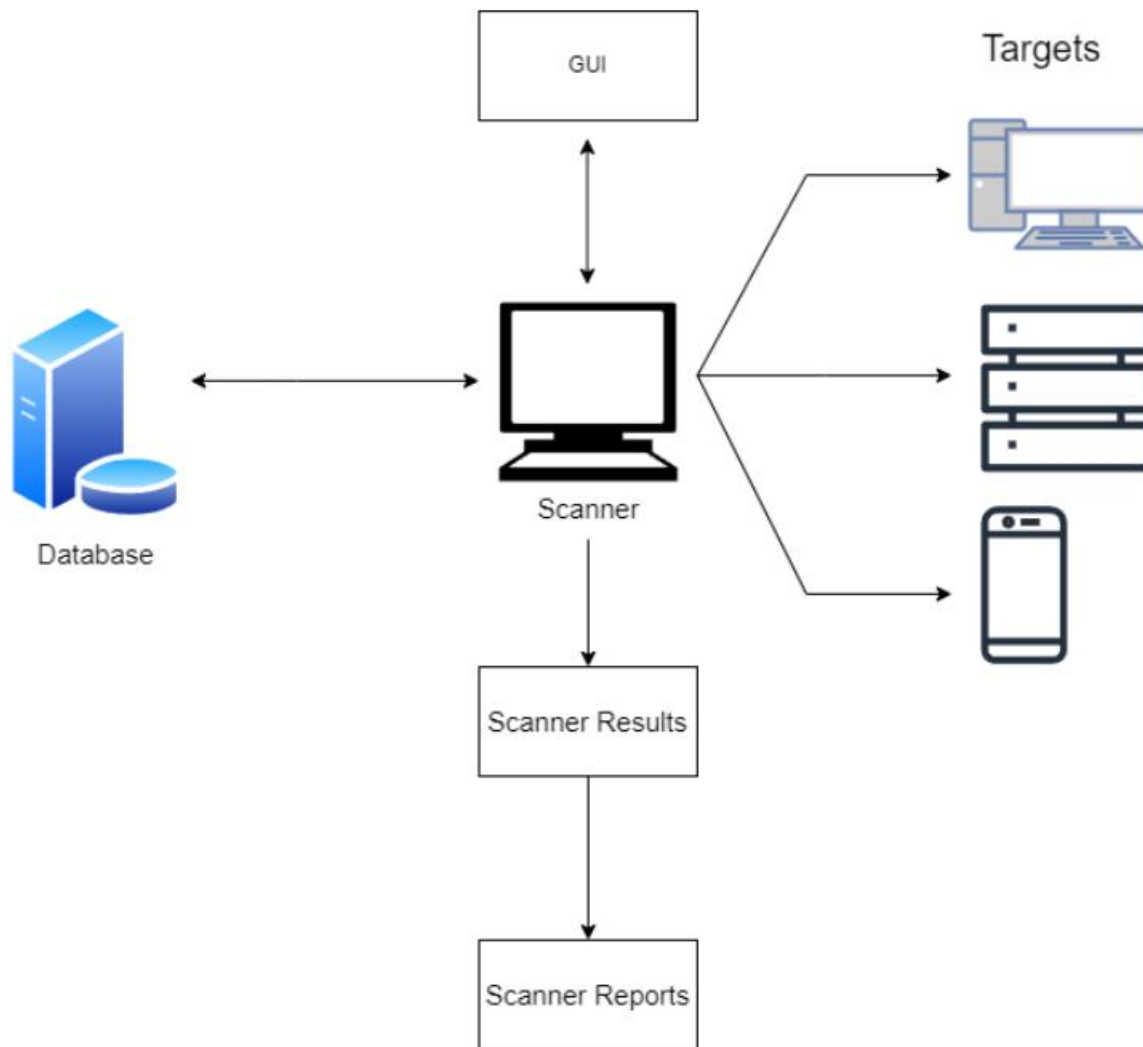 GUI
Targets
Scanner
Database
Scanner Results
Scanner Reports